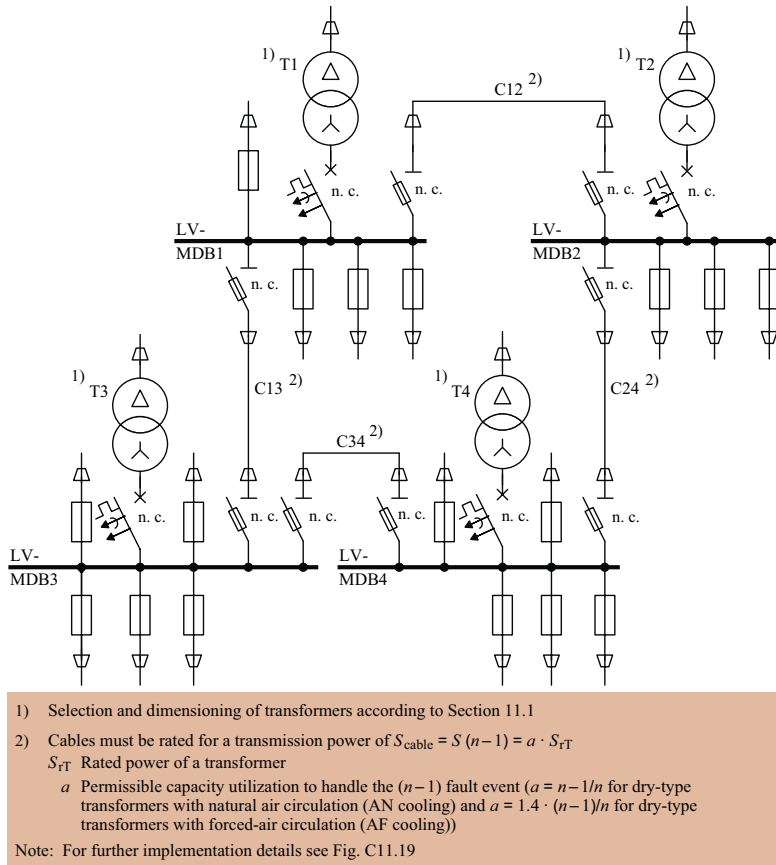 1) T1
1) T2
C12 2)
n. c.
n. c.
n. c.
n. c.
LV-
MDB1
LV-
MDB2
n. c.
n. c.
1) T3
C13 2)
1) T4
C24 2)
C34 2)
n. c.
n. c.
n. c.
n. c.
n. c.
n. c.
LV-
MDB3
LV-
MDB4
1) Selection and dimensioning of transformers according to Section 11.1
2) Cables must be rated for a transmission power of Scable = S (n–1) = a · SrT
SrT Rated power of a transformer
a Permissible capacity utilization to handle the (n–1) fault event (a = n–1/n for dry-type
transformers with natural air circulation (AN cooling) and a = 1.4 · (n–1)/n for dry-type
transformers with forced-air circulation (AF cooling))
Note: For further implementation details see Fig. C11.19